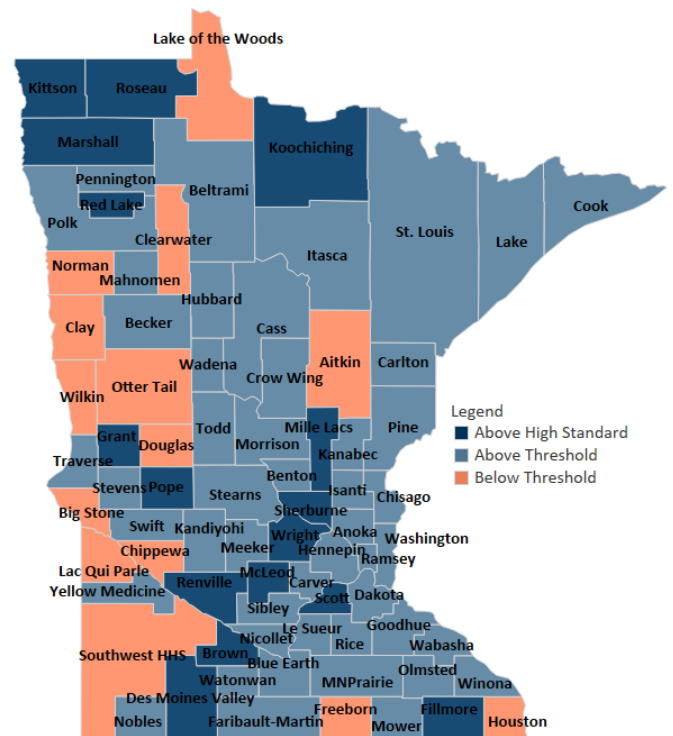 Lake of the Woods
Kittson
Roseau
Koochiching
Marshall
Pennington
Beltrami
Red Lake
Cook
Polk
St. Louis
Clearwater
Lake
Itasca
Norman
Mahnomen
Hubbard
Clay
Becker
Cass
Wadena
Aitkin
Carlton
Otter Tail
Crow Wing
Wilkin
Legend
Above High Standard
Above Threshold
Below Threshold
Grant
Todd
Mille Lacs
Pine
Douglas
Morrison
Kanabec
Traverse
Benton
Stevens
Pope
Stearns
Isanti
Chisago
Big Stone
Sherburne
Swift
Kandiyohi
Wright
Anoka
Washington
Chippewa
Meeker
Hennepin
Ramsey
Lac Qui Parle
McLeod
Carver
Renville
Yellow Medicine
Scott
Dakota
Sibley
Le Sueur
Goodhue
Nicollet
Rice
Wabasha
Southwest HHS
Brown
Blue Earth
Olmsted
Watonwan
MNPrairie
Winona
Des Moines Valley
Freeborn
Fillmore
Nobles
Faribault-Martin
Mower
Houston